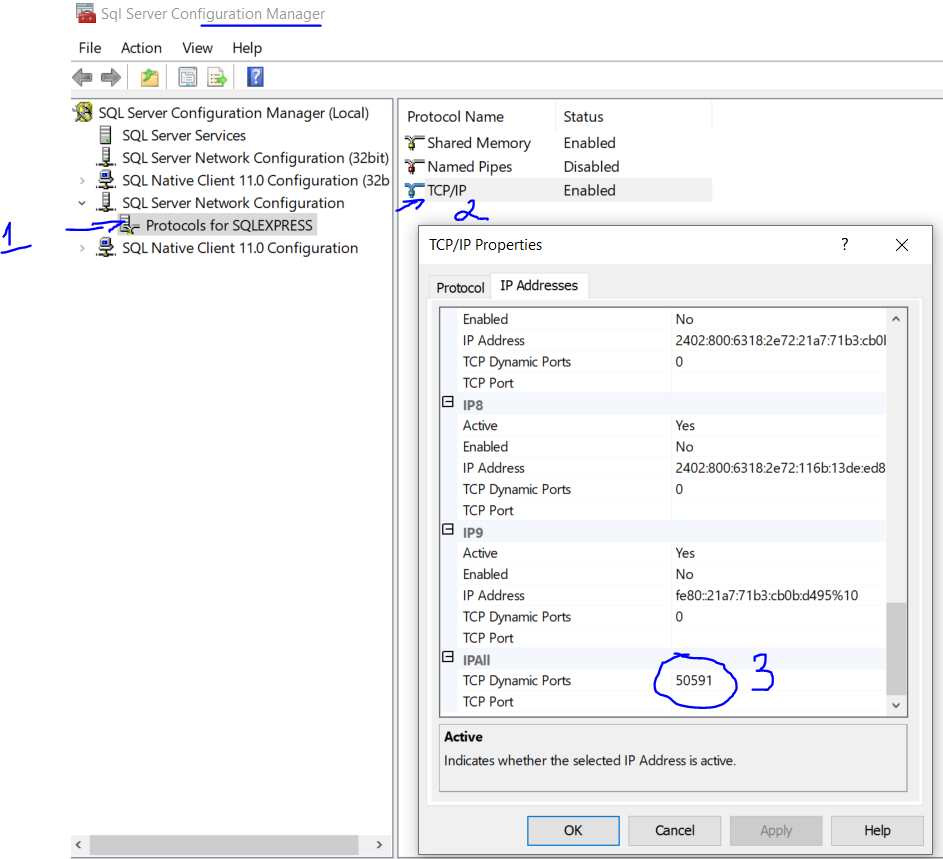 Sql Server Configuration Manager
File Action View Help
SQL Server Configuration Manager (Local)
SQL Server Services
SQL Server Network Configuration (32bit)
SQL Native Client 11.0 Configuration (32b
SQL Server Network Configuration
1
Protocols for SQLEXPRESS
SQL Native Client 11.0 Configuration
Protocol Name Status
Shared Memory Enabled
Named Pipes Disabled
TCP/IP Enabled
2
TCP/IP Properties ?
Protocol IP Addresses
Enabled No
IP Address 2402:800:6318:2e72:21a7:71b3:cb0b
TCP Dynamic Ports 0
TCP Port
IP8
Active Yes
Enabled No
IP Address 2402:800:6318:2e72:116b:13de:ed8
TCP Dynamic Ports 0
TCP Port
IP9
Active Yes
Enabled No
IP Address fe80::21a7:71b3:cb0b:d495%10
TCP Dynamic Ports 0
TCP Port
IPAll
TCP Dynamic Ports 50591 3
TCP Port
Active
Indicates whether the selected IP Address is active.
OK Cancel Apply Help